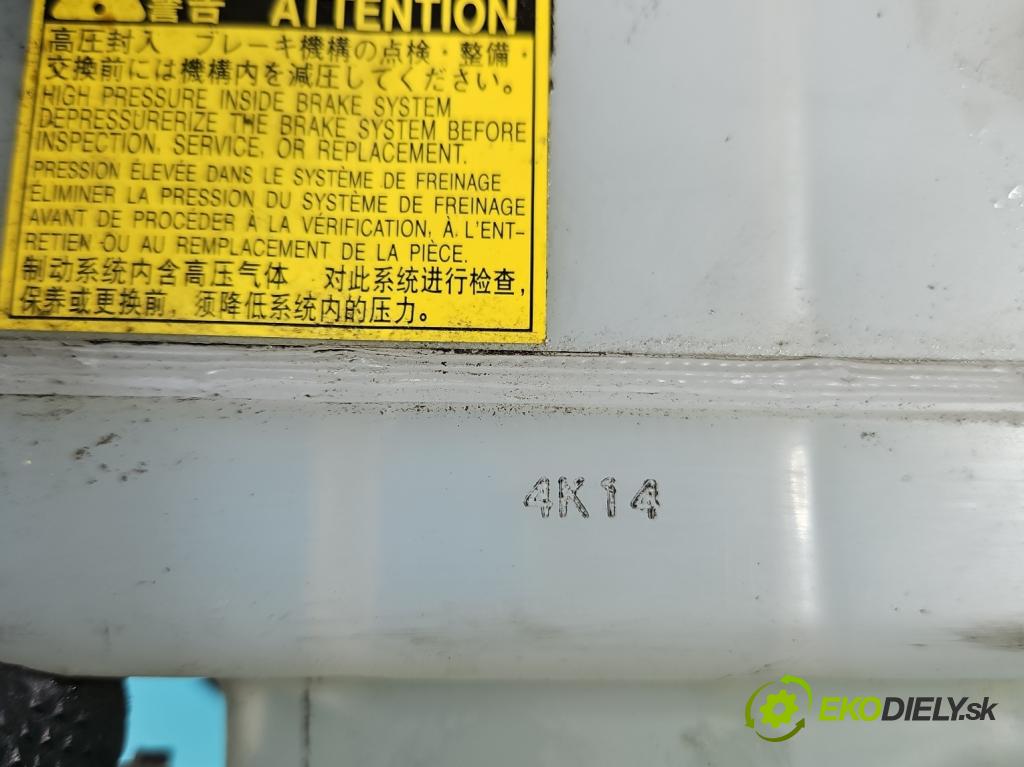 警告 ATTENTION
高圧封入 ブレーキ機構の点検・整備・
交換前には機構内を減圧してください。
HIGH PRESSURE INSIDE BRAKE SYSTEM
DEPRESSURERIZE THE BRAKE SYSTEM BEFORE
INSPECTION, SERVICE, OR REPLACEMENT.
PRESSION ÉLEVÉE DANS LE SYSTÈME DE FREINAGE
ÉLIMINER LA PRESSION DU SYSTÈME DE FREINAGE
AVANT DE PROCÉDER À LA VÉRIFICATION, À L'ENT-
RETIEN OU AU REMPLACEMENT DE LA PIÈCE.
制动系统内含高压气体 对此系统进行检查,
保养或更换前, 须降低系统内的压力。
4K14
EKODIELY.sk